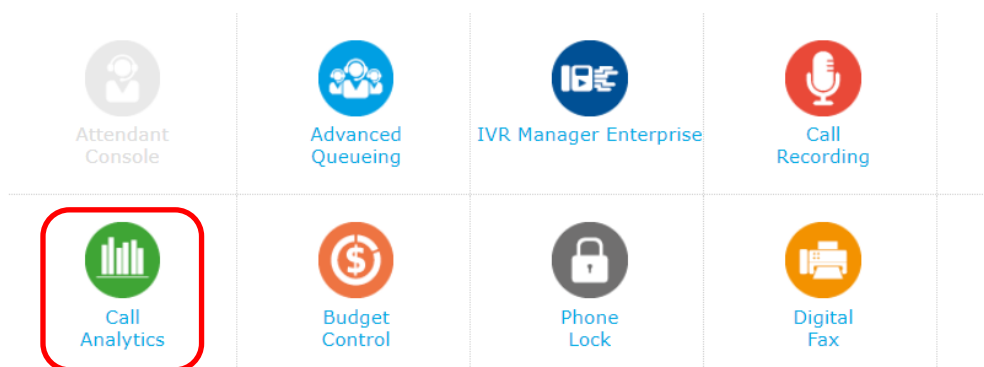 Attendant
Console
Advanced
Queueing
IVR Manager Enterprise
Call
Recording
Call
Analytics
Budget
Control
Phone
Lock
Digital
Fax